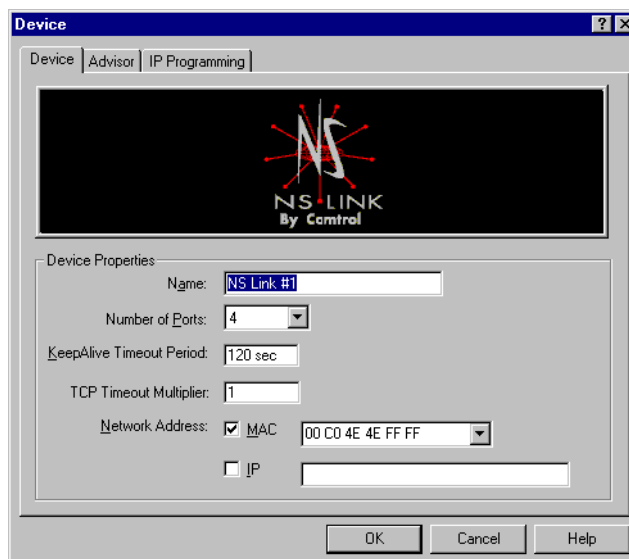 Device
Device Advisor IP Programming
NS
NS LINK
By Comtrol
Device Properties
Name: NS Link #1
Number of Ports: 4
KeepAlive Timeout Period: 120 sec
TCP Timeout Multiplier: 1
Network Address: MAC 00 C0 4E 4E FF FF
IP
OK Cancel Help